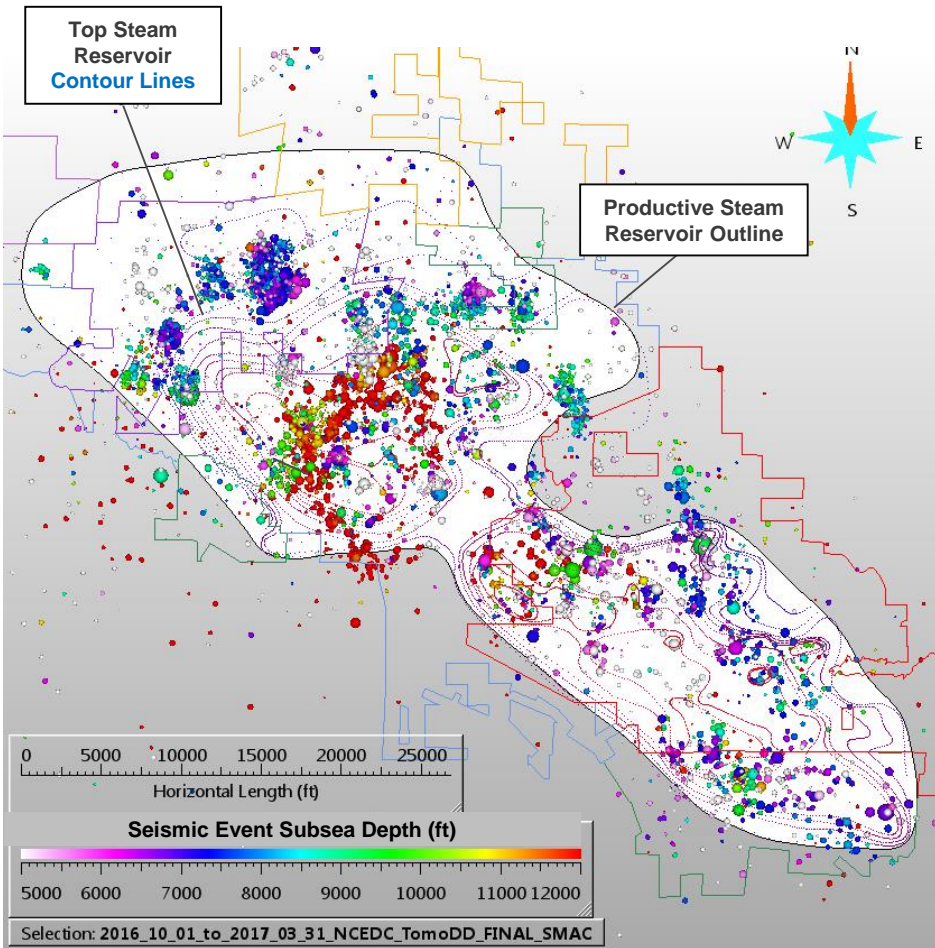 Top Steam
Reservoir
Contour Lines
N
W
E
S
Productive Steam
Reservoir Outline
0 5000 10000 15000 20000 25000
Horizontal Length (ft)
Seismic Event Subsea Depth (ft)
5000 6000 7000 8000 9000 10000 11000 12000
Selection: 2016_10_01_to_2017_03_31_NCEDC_TomoDD_FINAL_SMAC